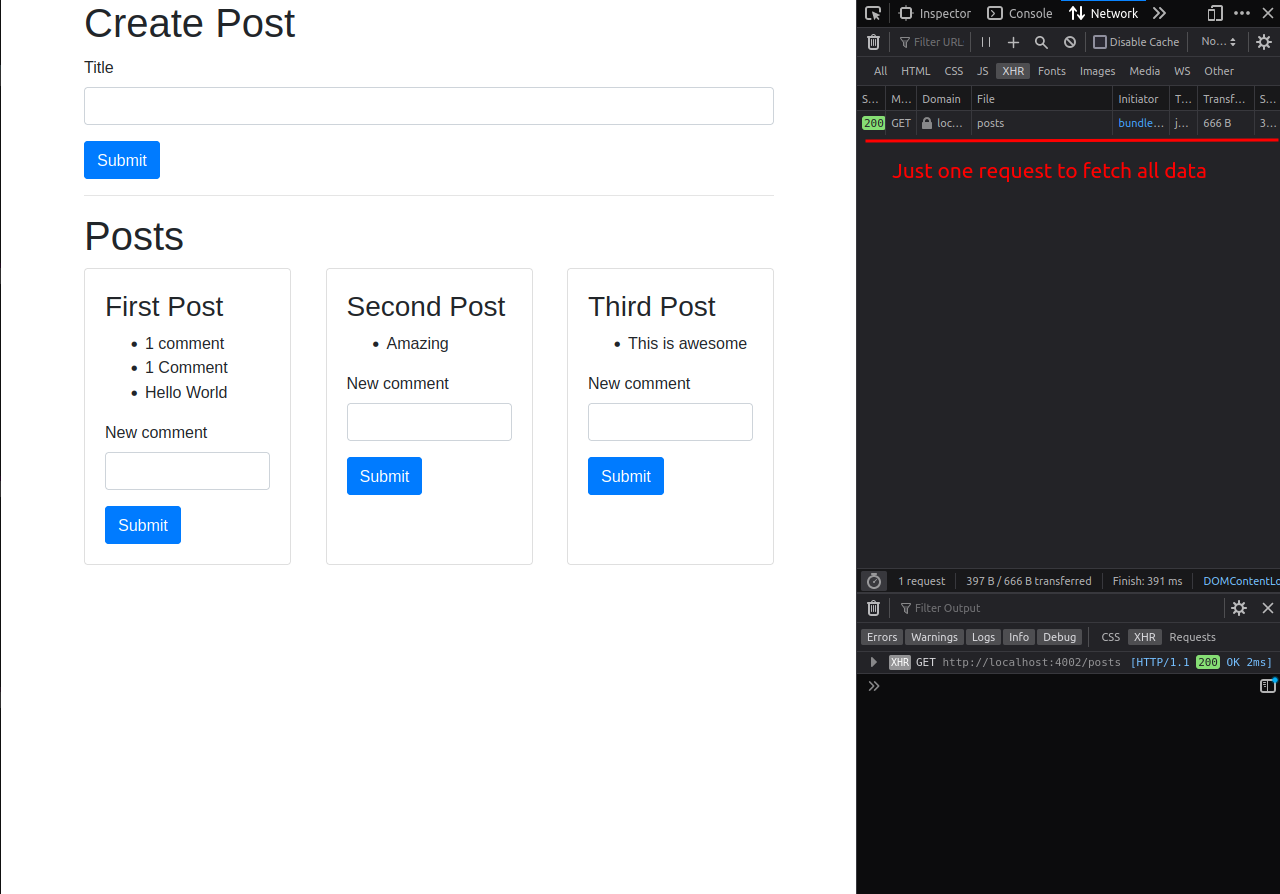 Create Post
Title
Submit
Posts
First Post
1 comment
1 Comment
Hello World
New comment
Submit
Second Post
Amazing
New comment
Submit
Third Post
This is awesome
New comment
Submit
Inspector Console Network
Filter URL Disable Cache No...
All HTML CSS JS XHR Fonts Images Media WS Other
S... M... Domain File Initiator T... Transf... S...
200 GET loc... posts bundle... j... 666 B 3...
Just one request to fetch all data
1 request 397 B / 666 B transferred Finish: 391 ms DOMContentLo
Filter Output
Errors Warnings Logs Info Debug CSS XHR Requests
XHR GET http://localhost:4002/posts [HTTP/1.1 200 OK 2ms]